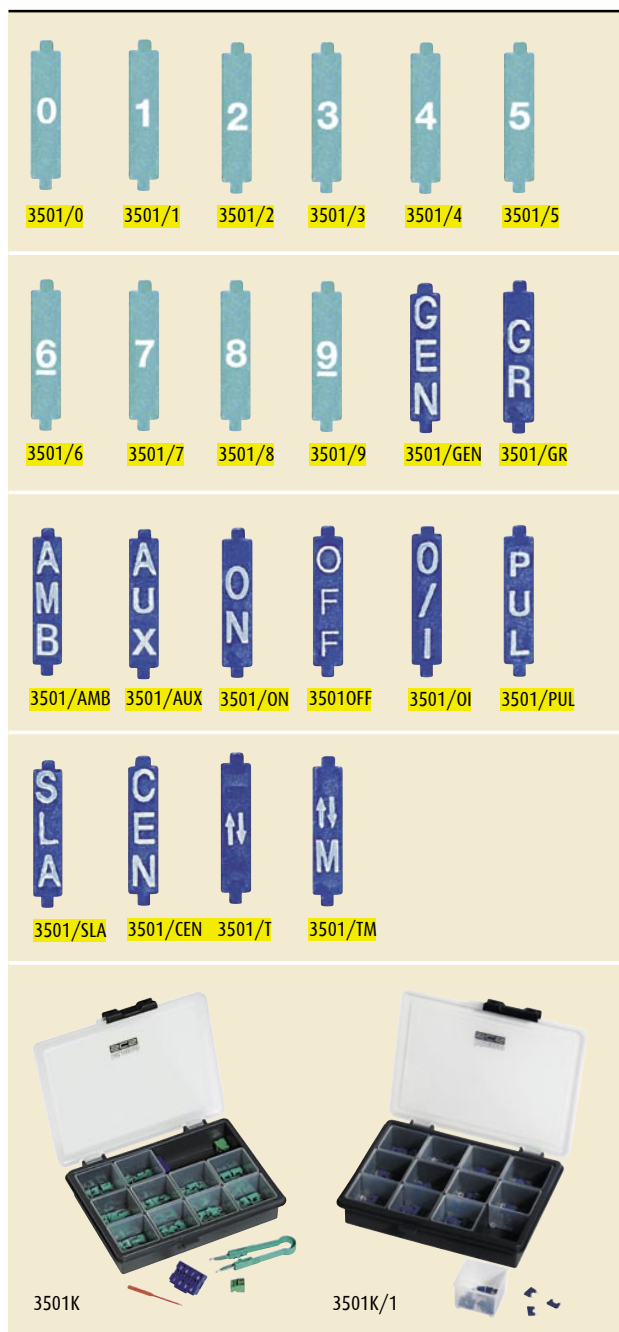 0 1 2 3 4 5
3501/0 3501/1 3501/2 3501/3 3501/4 3501/5
6 7 8 9 GEN GR
3501/6 3501/7 3501/8 3501/9 3501/GEN 3501/GR
AMB AUX ON OFF O/I PUL
3501/AMB 3501/AUX 3501/ON 3501OFF 3501/OI 3501/PUL
SLA CEN ↑↓ ↑↓M
3501/SLA 3501/CEN 3501/T 3501/TM
3501K 3501K/1